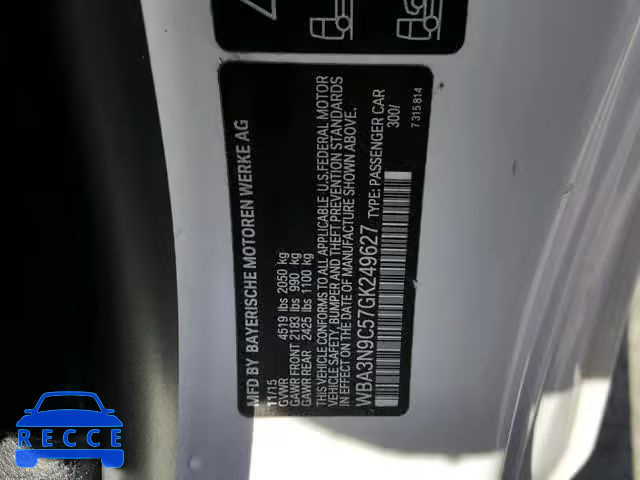 MFD BY BAYERISCHE MOTOREN WERKE AG
11/15
GVWR 4519 lbs 2050 kg
GAWR FRONT 2183 lbs 990 kg
GAWR REAR 2425 lbs 1100 kg
THIS VEHICLE CONFORMS TO ALL APPLICABLE U.S.FEDERAL MOTOR
VEHICLE SAFETY, BUMPER AND THEFT PREVENTION STANDARDS
IN EFFECT ON THE DATE OF MANUFACTURE SHOWN ABOVE.
WBA3N9C57GK249627 TYPE: PASSENGER CAR
300/
7 315 814
RECCE